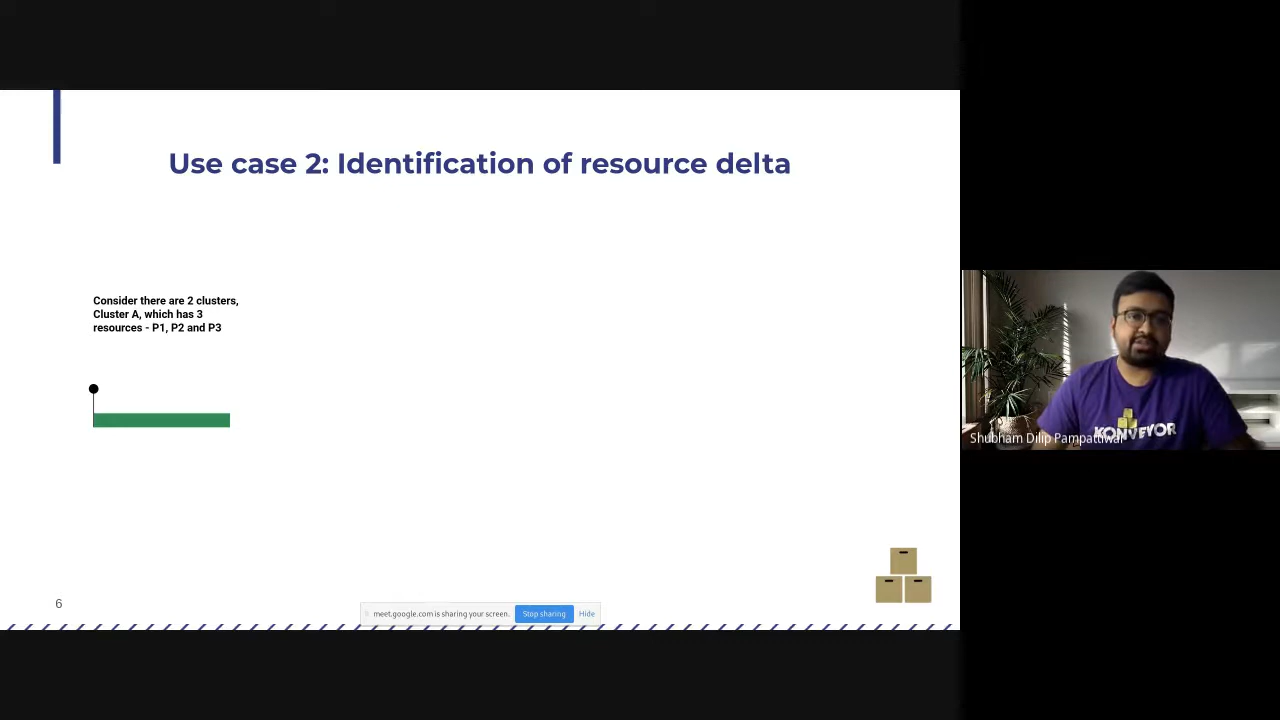 Use case 2: Identification of resource delta
Consider there are 2 clusters,
Cluster A, which has 3
resources - P1, P2 and P3
6
meet.google.com is sharing your screen.
Stop sharing
Hide
KONVEYOR
Shubham Dilip Pampattiwar